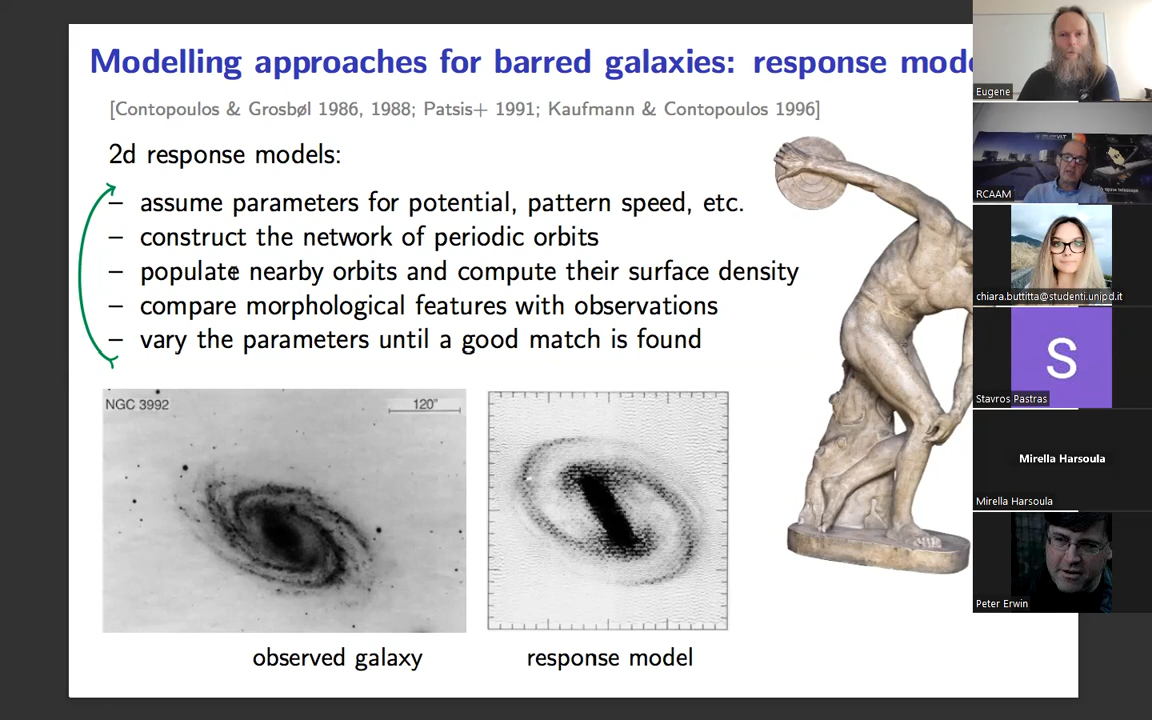 Modelling approaches for barred galaxies: response mode
[Contopoulos & Grosbøl 1986, 1988; Patsis+ 1991; Kaufmann & Contopoulos 1996]
2d response models:
– assume parameters for potential, pattern speed, etc.
– construct the network of periodic orbits
– populate nearby orbits and compute their surface density
– compare morphological features with observations
– vary the parameters until a good match is found
NGC 3992
120"
observed galaxy
response model
Eugene
RCAAM
chiara.buttitta@studenti.unipd.it
S
Stavros Pastras
Mirella Harsoula
Mirella Harsoula
Peter Erwin